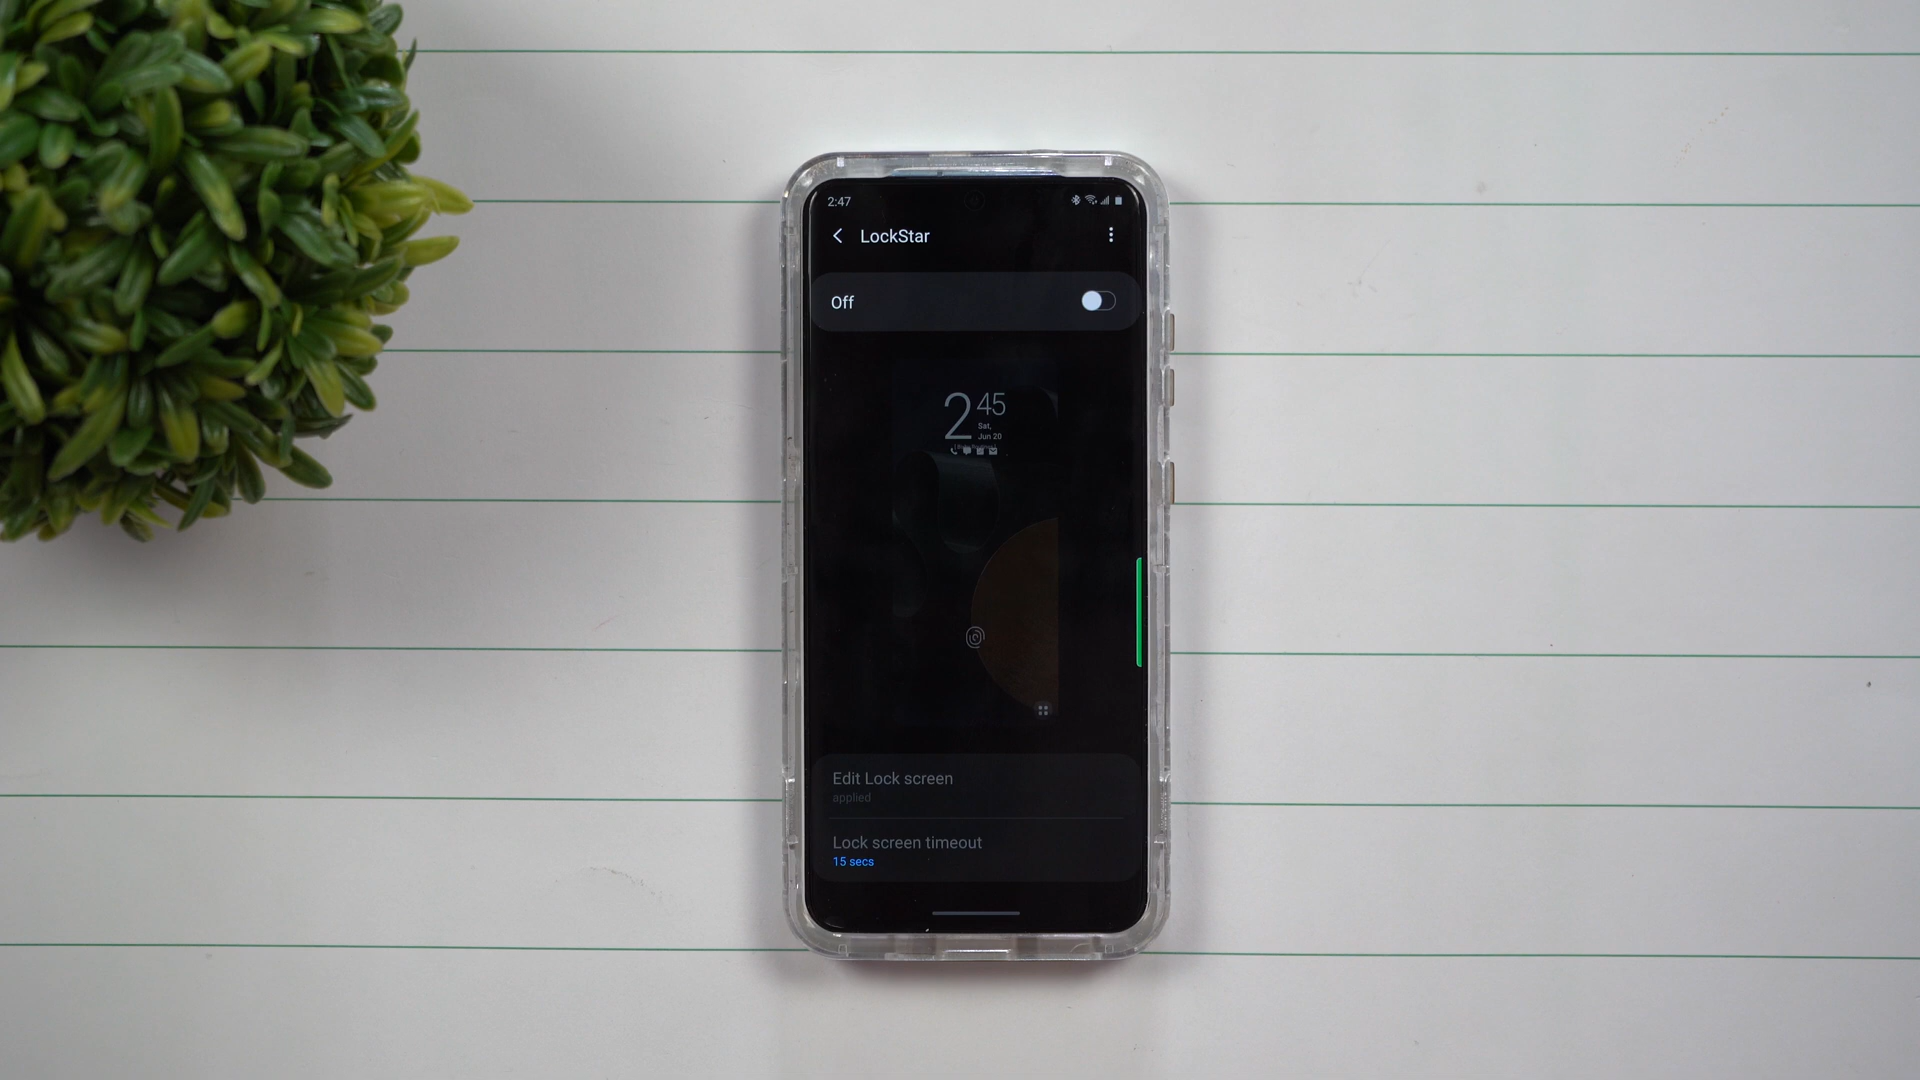 2:47
LockStar
Off
2 45
Sat,
Jun 20
Edit Lock screen
applied
Lock screen timeout
15 secs